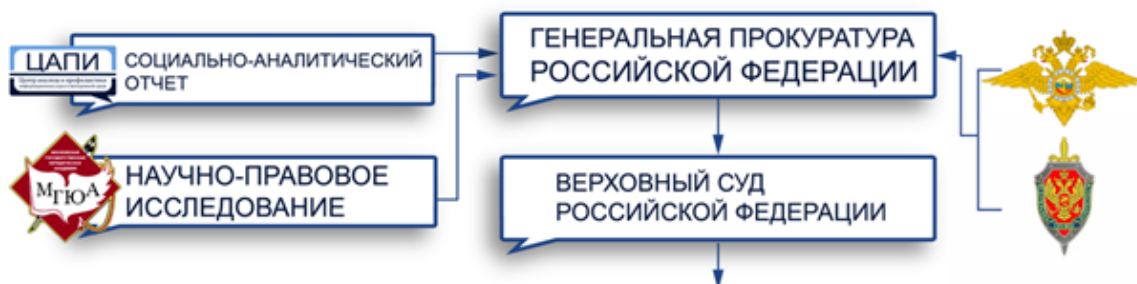 ЦАПИ
СОЦИАЛЬНО-АНАЛИТИЧЕСКИЙ
ОТЧЕТ
ГЕНЕРАЛЬНАЯ ПРОКУРАТУРА
РОССИЙСКОЙ ФЕДЕРАЦИИ
МГЮА
НАУЧНО-ПРАВОВОЕ
ИССЛЕДОВАНИЕ
ВЕРХОВНЫЙ СУД
РОССИЙСКОЙ ФЕДЕРАЦИИ